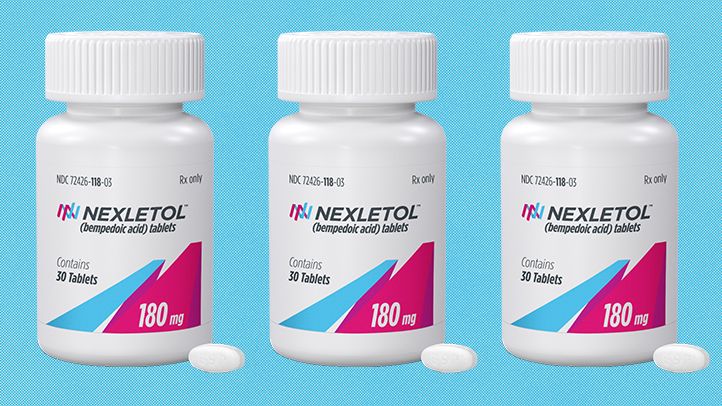 NDC 72426-118-03 Rx only
NEXLETOL™
(bempedoic acid) tablets
Contains
30 Tablets
180 mg
NDC 72426-118-03 Rx only
NEXLETOL™
(bempedoic acid) tablets
Contains
30 Tablets
180 mg
NDC 72426-118-03 Rx only
NEXLETOL™
(bempedoic acid) tablets
Contains
30 Tablets
180 mg